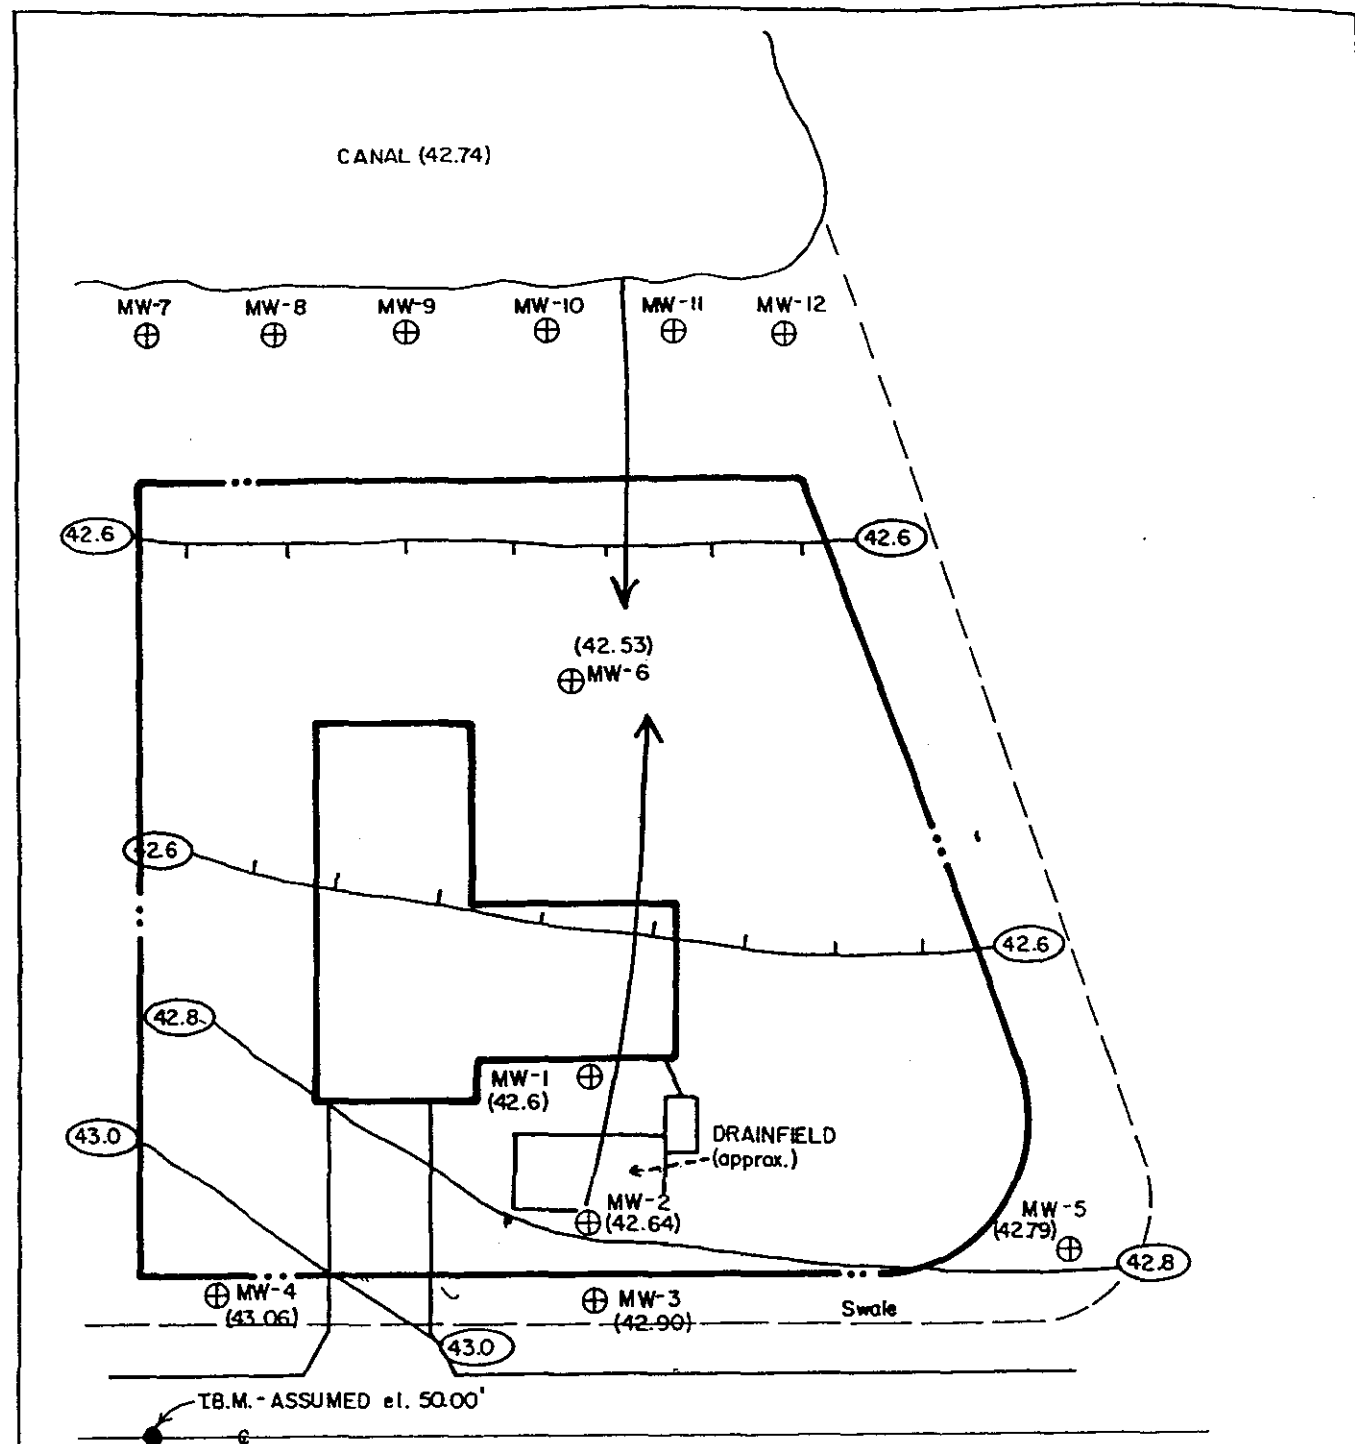 CANAL (42.74)
MW-7
MW-8
MW-9
MW-10
MW-11
MW-12
42.6
42.6
(42.53)
MW-6
42.6
42.6
42.8
MW-1
(42.6)
43.0
DRAINFIELD
(approx.)
MW-2
(42.64)
MW-5
(42.79)
42.8
MW-4
(43.06)
MW-3
(42.90)
Swale
43.0
T.B.M. - ASSUMED el. 50.00'